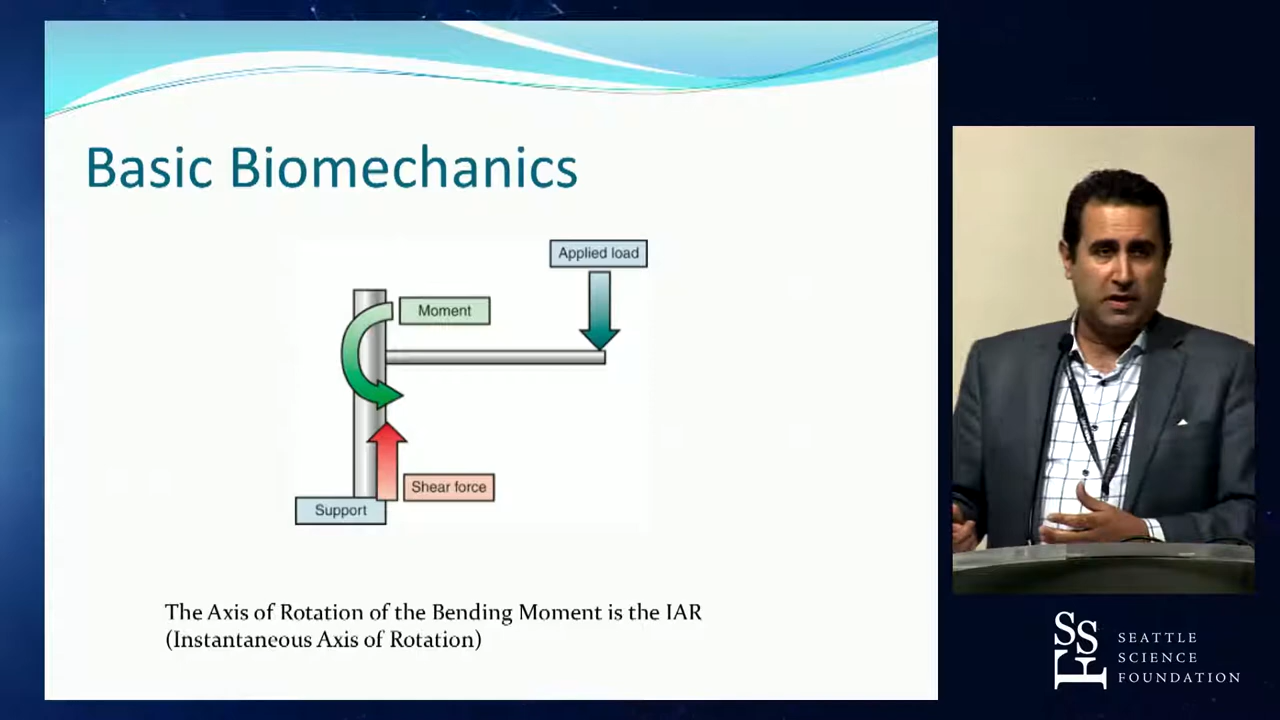 Basic Biomechanics
Applied load
Moment
Shear force
Support
The Axis of Rotation of the Bending Moment is the IAR
(Instantaneous Axis of Rotation)
SSF
SEATTLE
SCIENCE
FOUNDATION